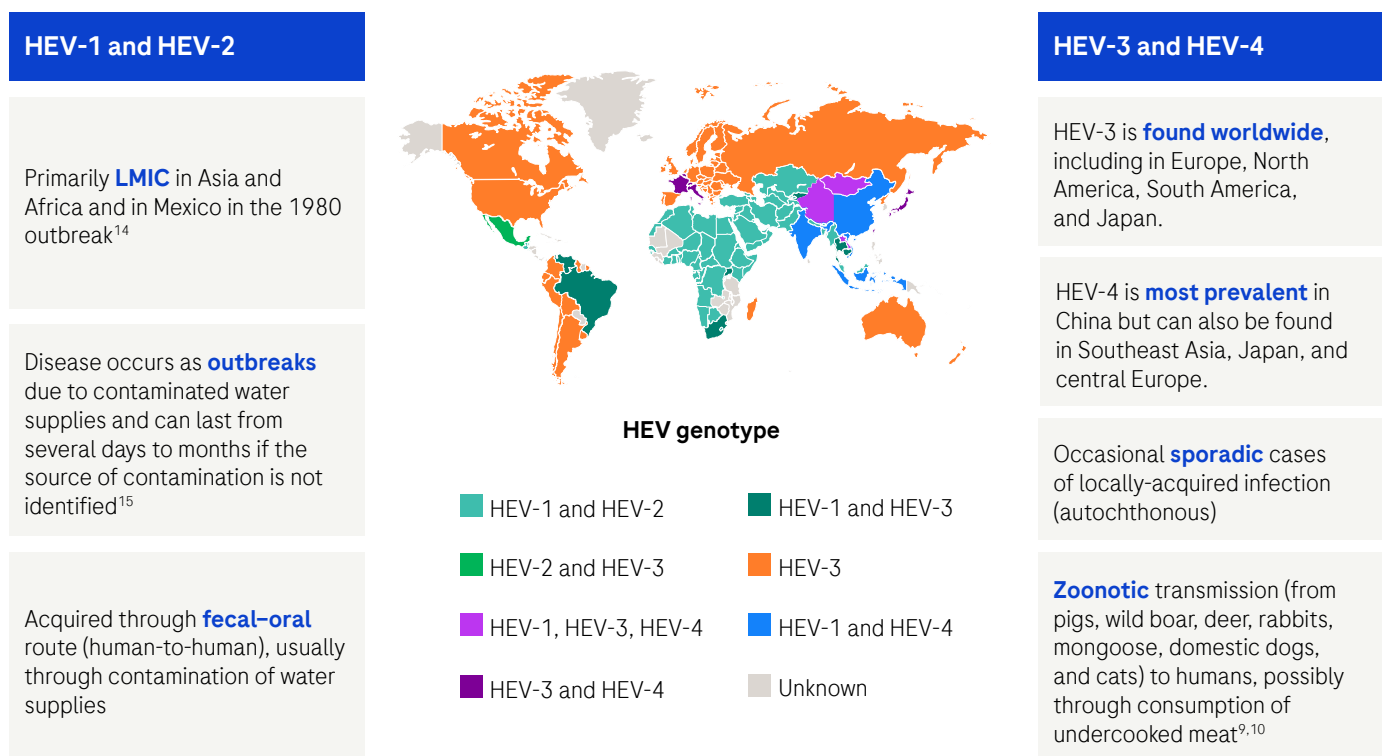 HEV-1 and HEV-2
Primarily LMIC in Asia and
Africa and in Mexico in the 1980
outbreak14
Disease occurs as outbreaks
due to contaminated water
supplies and can last from
several days to months if the
source of contamination is not
identified15
Acquired through fecal–oral
route (human-to-human), usually
through contamination of water
supplies
HEV genotype
HEV-1 and HEV-2
HEV-1 and HEV-3
HEV-2 and HEV-3
HEV-3
HEV-1, HEV-3, HEV-4
HEV-1 and HEV-4
HEV-3 and HEV-4
Unknown
HEV-3 and HEV-4
HEV-3 is found worldwide,
including in Europe, North
America, South America,
and Japan.
HEV-4 is most prevalent in
China but can also be found
in Southeast Asia, Japan, and
central Europe.
Occasional sporadic cases
of locally-acquired infection
(autochthonous)
Zoonotic transmission (from
pigs, wild boar, deer, rabbits,
mongoose, domestic dogs,
and cats) to humans, possibly
through consumption of
undercooked meat9,10